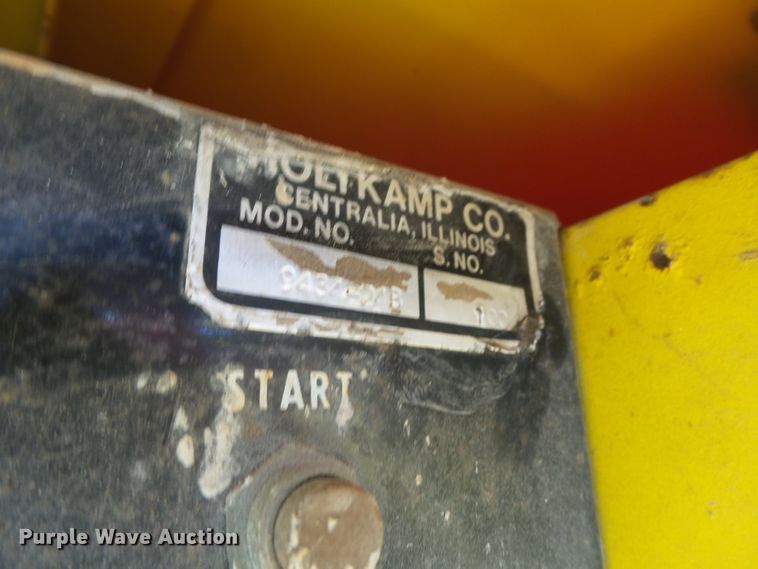 HOLTKAMP CO.
CENTRALIA, ILLINOIS
MOD. NO.
S. NO.
START
Purple Wave Auction